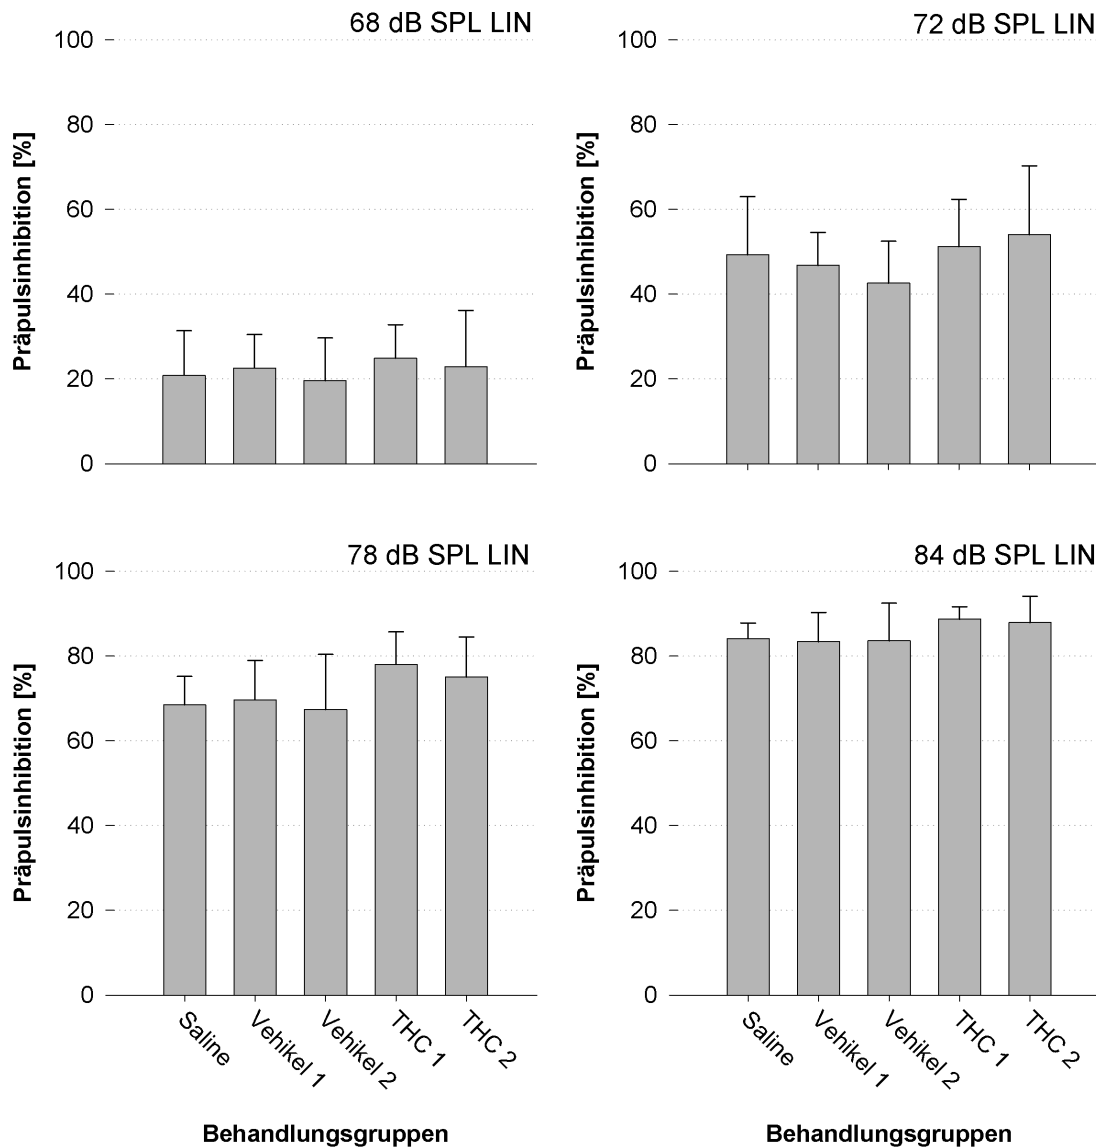 68 dB SPL LIN
Präpulsinhibition [%]
100
80
60
40
20
0
72 dB SPL LIN
Präpulsinhibition [%]
100
80
60
40
20
0
78 dB SPL LIN
Präpulsinhibition [%]
100
80
60
40
20
0
Saline
Vehikel 1
Vehikel 2
THC 1
THC 2
Behandlungsgruppen
84 dB SPL LIN
Präpulsinhibition [%]
100
80
60
40
20
0
Saline
Vehikel 1
Vehikel 2
THC 1
THC 2
Behandlungsgruppen